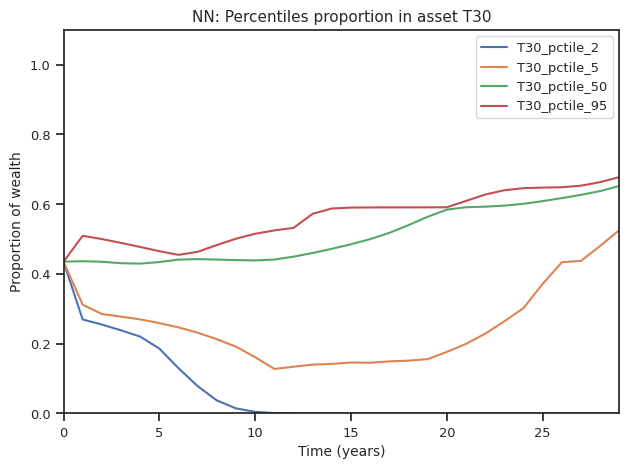 NN: Percentiles proportion in asset T30
T30_pctile_2
T30_pctile_5
T30_pctile_50
T30_pctile_95
Proportion of wealth
1.0
0.8
0.6
0.4
0.2
0.0
0 5 10 15 20 25
Time (years)